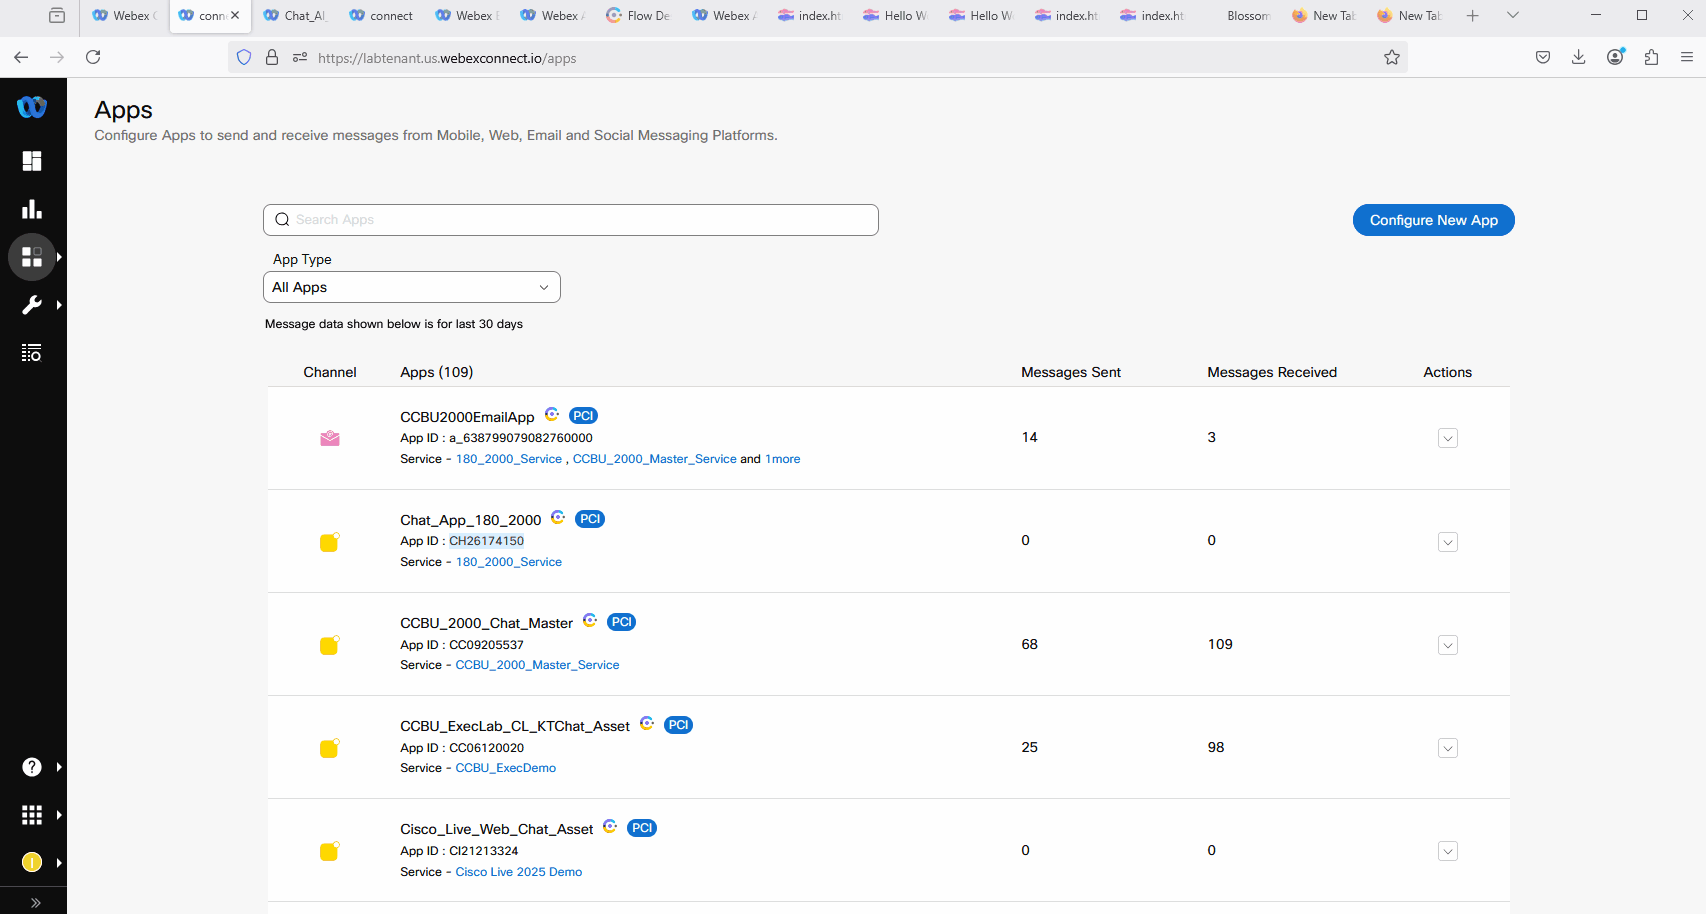 Webex C
conne
Chat_AI_
connect
Webex E
Webex A
Flow De
Webex A
index.ht
Hello W
Hello W
index.ht
index.ht
Blossom
New Tab
New Tab
https://labtenant.us.webexconnect.io/apps
Apps
Configure Apps to send and receive messages from Mobile, Web, Email and Social Messaging Platforms.
Search Apps
Configure New App
App Type
All Apps
Message data shown below is for last 30 days
Channel Apps (109) Messages Sent Messages Received Actions
CCBU2000EmailApp PCI
App ID : a_638799079082760000 14 3
Service - 180_2000_Service , CCBU_2000_Master_Service and 1more
Chat_App_180_2000 PCI
App ID : CH26174150 0 0
Service - 180_2000_Service
CCBU_2000_Chat_Master PCI
App ID : CC09205537 68 109
Service - CCBU_2000_Master_Service
CCBU_ExecLab_CL_KTChat_Asset PCI
App ID : CC06120020 25 98
Service - CCBU_ExecDemo
Cisco_Live_Web_Chat_Asset PCI
App ID : CI21213324 0 0
Service - Cisco Live 2025 Demo